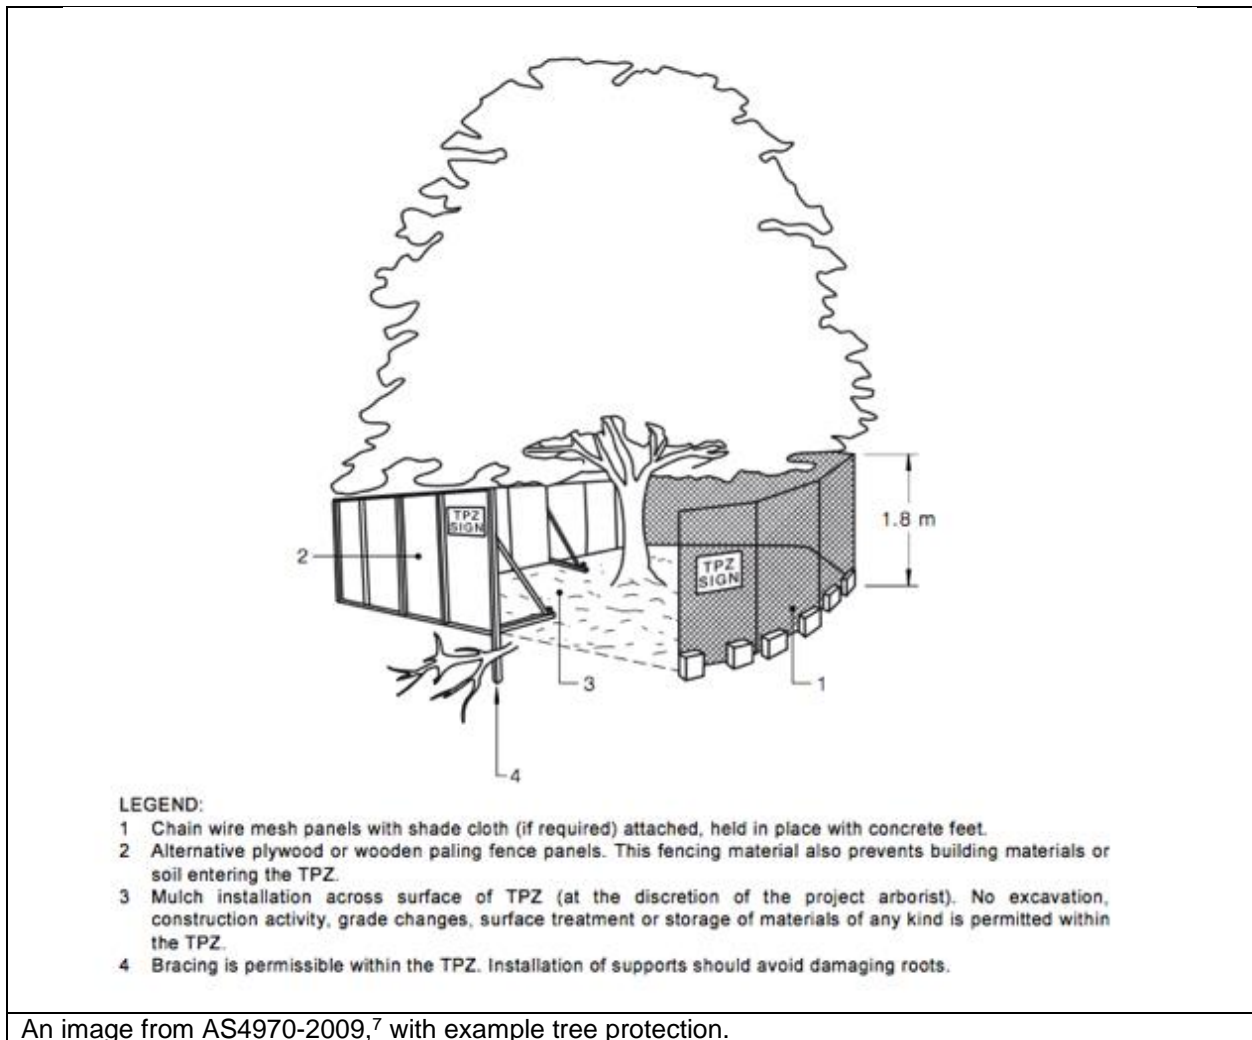 TPZ
SIGN
2
TPZ
SIGN
1.8 m
3
1
4
LEGEND:
1 Chain wire mesh panels with shade cloth (if required) attached, held in place with concrete feet.
2 Alternative plywood or wooden paling fence panels. This fencing material also prevents building materials or
soil entering the TPZ.
3 Mulch installation across surface of TPZ (at the discretion of the project arborist). No excavation,
construction activity, grade changes, surface treatment or storage of materials of any kind is permitted within
the TPZ.
4 Bracing is permissible within the TPZ. Installation of supports should avoid damaging roots.
An image from AS4970-2009,⁷ with example tree protection.